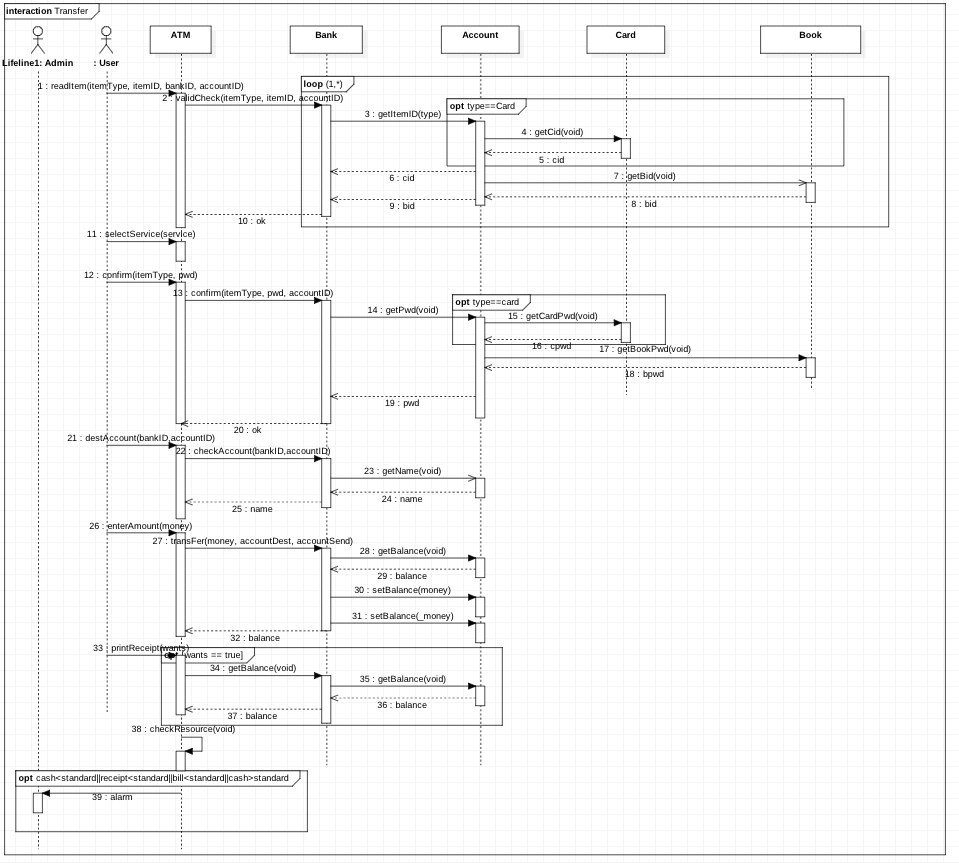 interaction Transfer
ATM
Bank
Account
Card
Book
Lifeline1: Admin
: User
1 : readItem(itemType, itemID, bankID, accountID)
loop (1,*)
2 : validCheck(itemType, itemID, accountID)
opt type==Card
3 : getItemID(type)
4 : getCid(void)
5 : cid
6 : cid
7 : getBid(void)
8 : bid
9 : bid
10 : ok
11 : selectService(service)
12 : confirm(itemType, pwd)
13 : confirm(itemType, pwd, accountID)
opt type==card
14 : getPwd(void)
15 : getCardPwd(void)
16 : cpwd
17 : getBookPwd(void)
18 : bpwd
19 : pwd
20 : ok
21 : destAccount(bankID,accountID)
22 : checkAccount(bankID,accountID)
23 : getName(void)
24 : name
25 : name
26 : enterAmount(money)
27 : transFer(money, accountDest, accountSend)
28 : getBalance(void)
29 : balance
30 : setBalance(money)
31 : setBalance(_money)
32 : balance
33 : printReceipt(wants)
wants == true]
34 : getBalance(void)
35 : getBalance(void)
36 : balance
37 : balance
38 : checkResource(void)
opt cash<standard||receipt<standard||bill<standard||cash>standard
39 : alarm